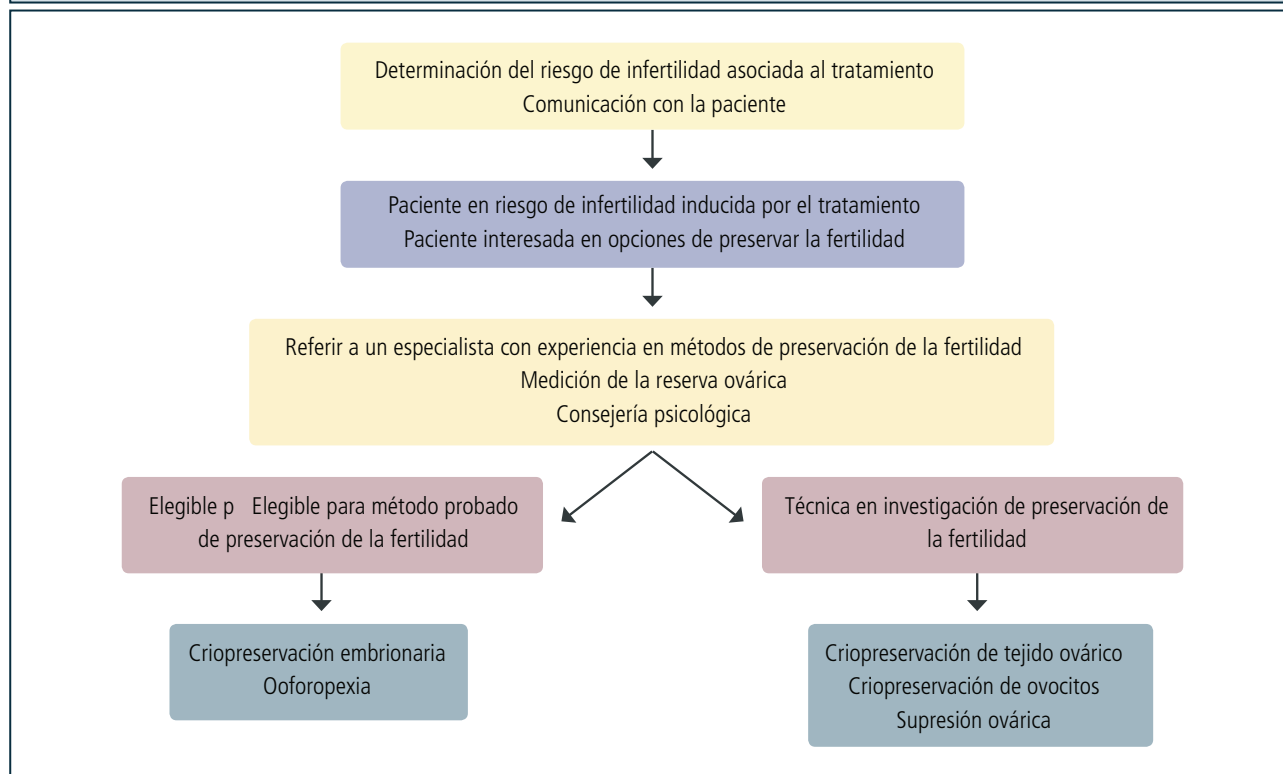 Determinación del riesgo de infertilidad asociada al tratamiento
Comunicación con la paciente
Paciente en riesgo de infertilidad inducida por el tratamiento
Paciente interesada en opciones de preservar la fertilidad
Referir a un especialista con experiencia en métodos de preservación de la fertilidad
Medición de la reserva ovárica
Consejería psicológica
Elegible p Elegible para método probado
de preservación de la fertilidad
Técnica en investigación de preservación de
la fertilidad
Criopreservación embrionaria
Ooforopexia
Criopreservación de tejido ovárico
Criopreservación de ovocitos
Supresión ovárica